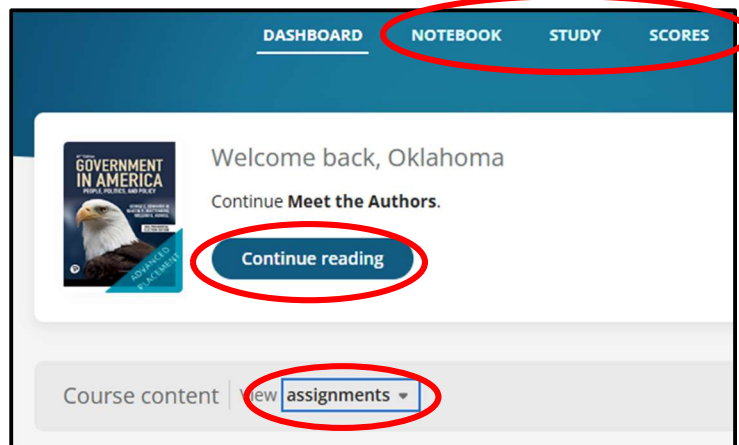 DASHBOARD NOTEBOOK STUDY SCORES
GOVERNMENT
IN AMERICA
PEOPLE, POLITICS, AND POLICY
ADVANCED
PLACEMENT
Welcome back, Oklahoma
Continue Meet the Authors.
Continue reading
Course content View assignments